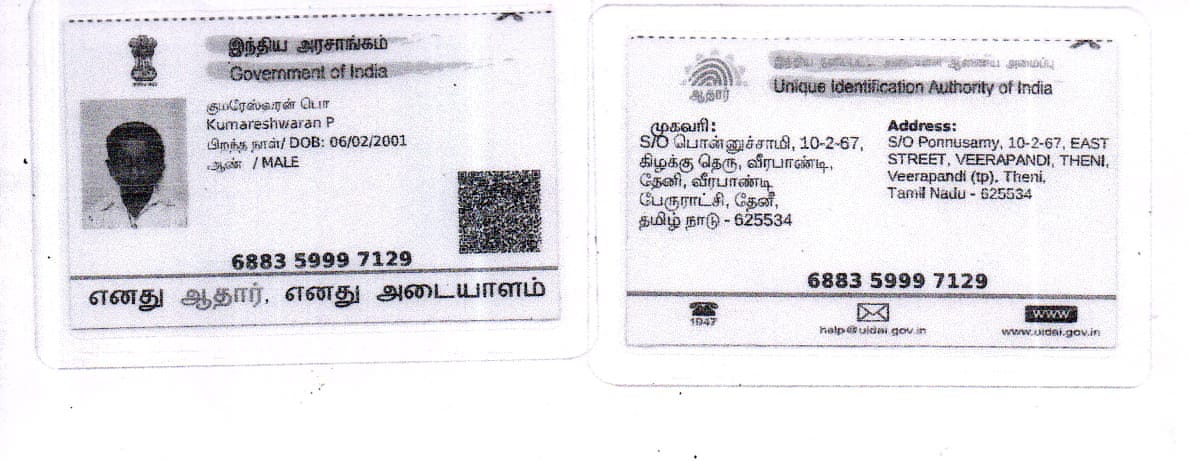 இந்திய அரசாங்கம்
Government of India
குமரேஸ்வரன் பொ
Kumareshwaran P
பிறந்த நாள்/ DOB: 06/02/2001
ஆண் / MALE
6883 5999 7129
எனது ஆதார், எனது அடையாளம்
ஆதார்
இந்திய தனிப்பட்ட அடையாள ஆணைய அமைப்பு
Unique Identification Authority of India
முகவரி:
S/O பொன்னுச்சாமி, 10-2-67,
கிழக்கு தெரு, வீரபாண்டி,
தேனி, வீரபாண்டி
பேருராட்சி, தேனீ,
தமிழ் நாடு - 625534
Address:
S/O Ponnusamy, 10-2-67, EAST
STREET, VEERAPANDI, THENI,
Veerapandi (tp), Theni,
Tamil Nadu - 625534
6883 5999 7129
1947
help@uidai.gov.in
WWW
www.uidai.gov.in